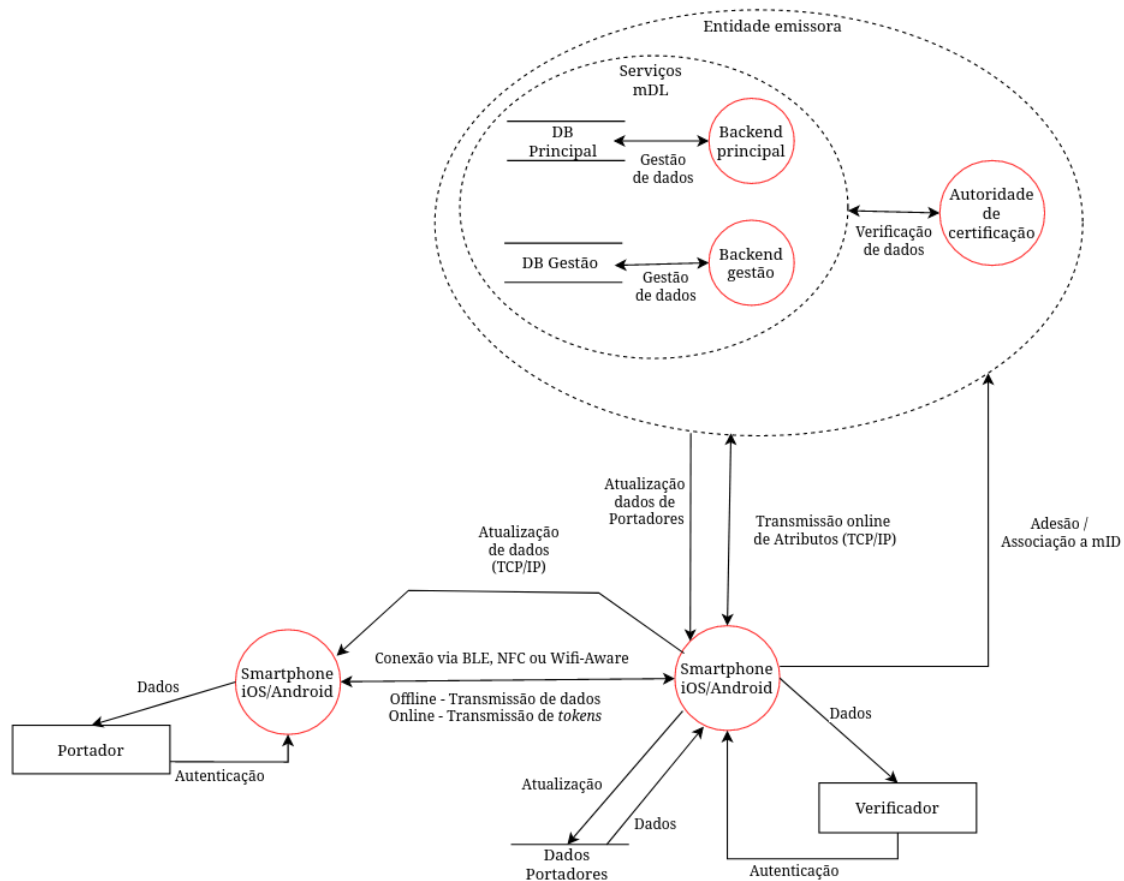 Entidade emissora
Serviços
mDL
DB
Principal
Gestão
de dados
Backend
principal
DB Gestão
Gestão
de dados
Backend
gestão
Verificação
de dados
Autoridade
de
certificação
Atualização
dados de
Portadores
Transmissão online
de Atributos (TCP/IP)
Adesão /
Associação a mID
Atualização
de dados
(TCP/IP)
Smartphone
iOS/Android
Conexão via BLE, NFC ou Wifi-Aware
Offline - Transmissão de dados
Online - Transmissão de tokens
Smartphone
iOS/Android
Dados
Portador
Autenticação
Atualização
Dados
Dados
Portadores
Dados
Verificador
Autenticação